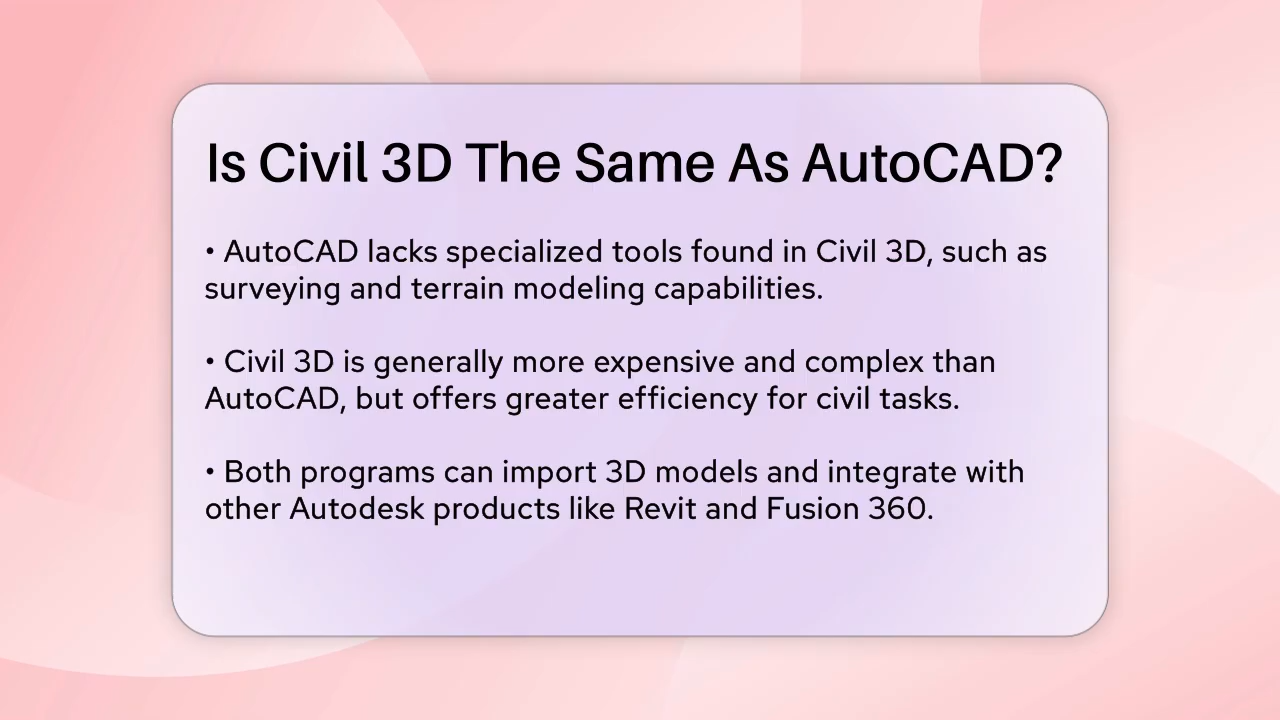 Is Civil 3D The Same As AutoCAD?
• AutoCAD lacks specialized tools found in Civil 3D, such as
surveying and terrain modeling capabilities.
• Civil 3D is generally more expensive and complex than
AutoCAD, but offers greater efficiency for civil tasks.
• Both programs can import 3D models and integrate with
other Autodesk products like Revit and Fusion 360.